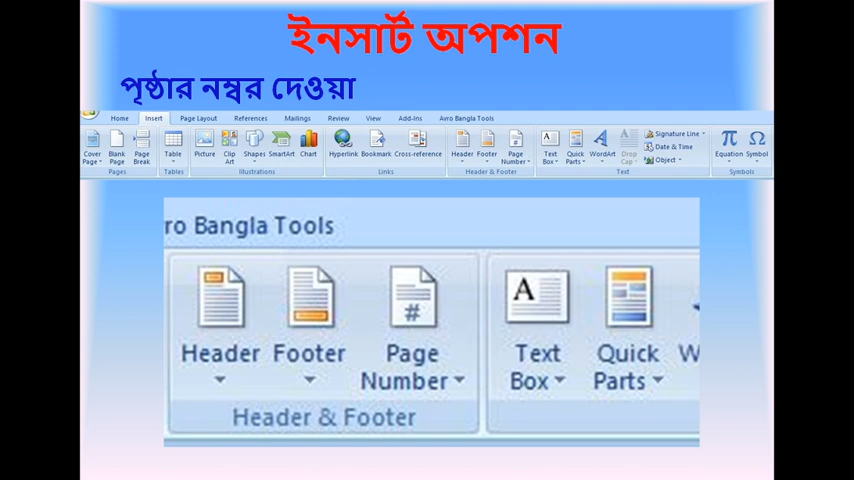 ইনসার্ট অপশন
পৃষ্ঠার নম্বর দেওয়া
Home Insert Page Layout References Mailings Review View Add-Ins Avro Bangla Tools
Cover Page Blank Page Page Break Table Picture Clip Art Shapes SmartArt Chart Hyperlink Bookmark Cross-reference Header Footer Page Number Text Box Quick Parts WordArt Drop Cap Signature Line Date & Time Object Equation Symbol
Pages Tables Illustrations Links Header & Footer Text Symbols
ro Bangla Tools
A
Header Footer Page Number Text Box Quick Parts W
Header & Footer